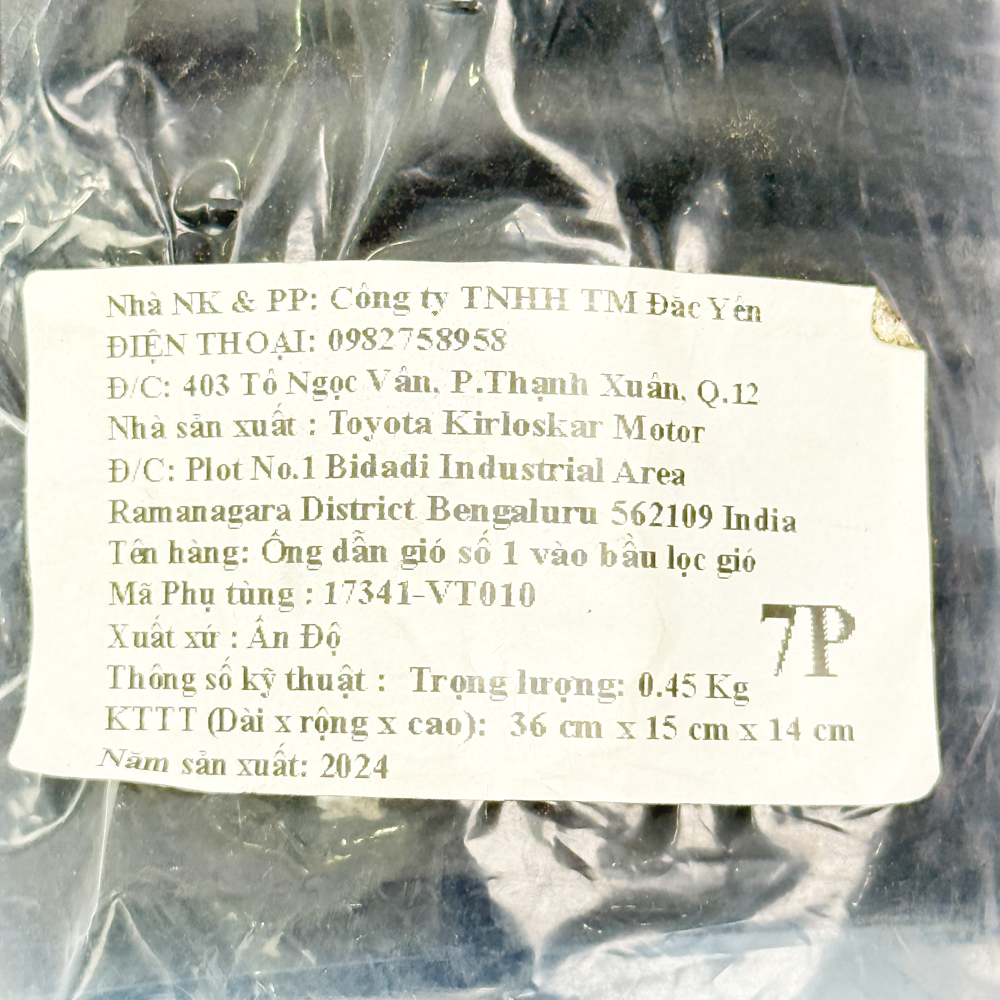 Nhà NK & PP: Công ty TNHH TM Đắc Yến
ĐIỆN THOẠI: 0982758958
Đ/C: 403 Tô Ngọc Vân, P.Thạnh Xuân, Q.12
Nhà sản xuất : Toyota Kirloskar Motor
Đ/C: Plot No.1 Bidadi Industrial Area
Ramanagara District Bengaluru 562109 India
Tên hàng: Ống dẫn gió số 1 vào bầu lọc gió
Mã Phụ tùng : 17341-VT010
Xuất xứ : Ấn Độ
7P
Thông số kỹ thuật : Trọng lượng: 0.45 Kg
KTTT (Dài x rộng x cao): 36 cm x 15 cm x 14 cm
Năm sản xuất: 2024